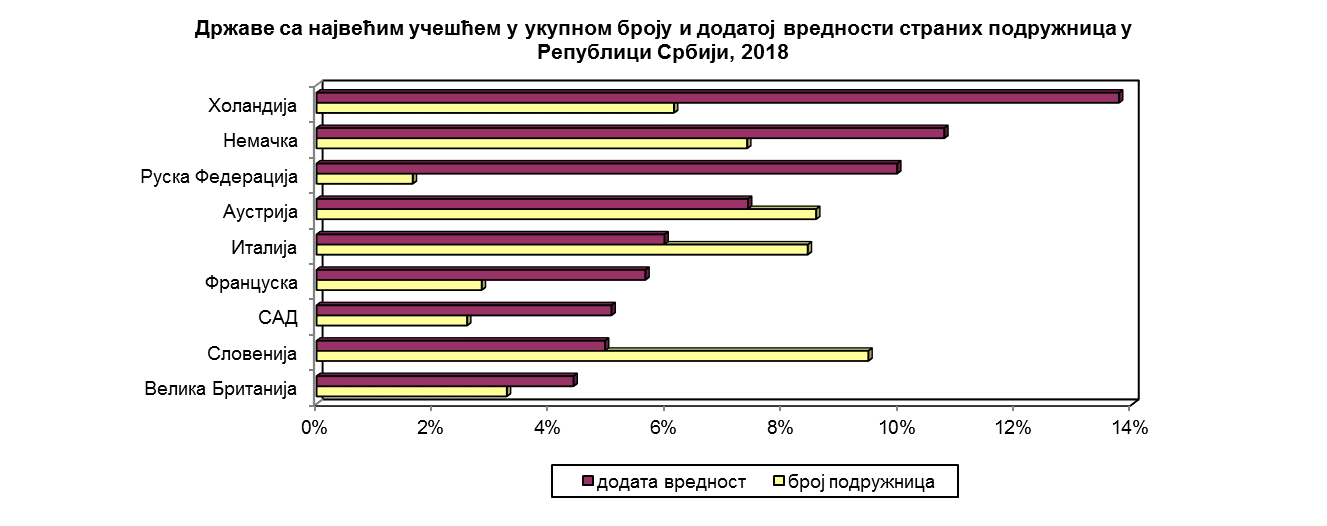 Државе са највећим учешћем у укупном броју и додатој вредности страних подружница у
Републици Србији, 2018
Холандија
Немачка
Руска Федерација
Аустрија
Италија
Француска
САД
Словенија
Велика Британија
0% 2% 4% 6% 8% 10% 12% 14%
додата вредност број подружница